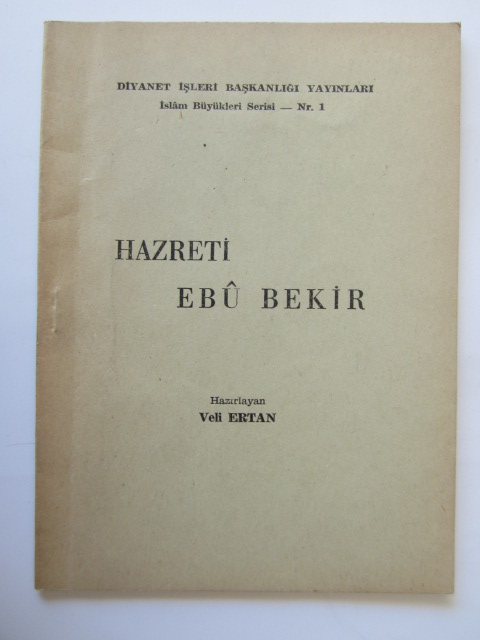 DİYANET İŞLERİ BAŞKANLIĞI YAYINLARI
İslâm Büyükleri Serisi — Nr. 1
HAZRETİ
EBÛ BEKİR
Hazırlayan
Veli ERTAN